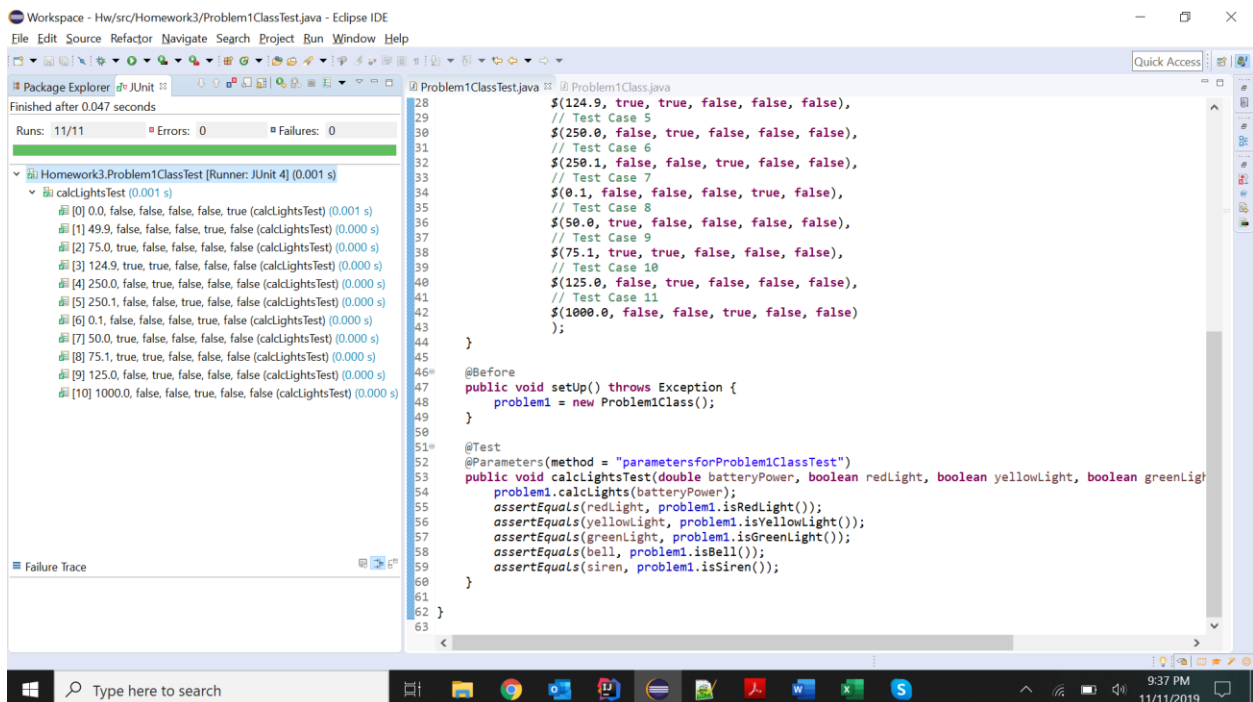 Workspace - Hw/src/Homework3/Problem1ClassTest.java - Eclipse IDE
File Edit Source Refactor Navigate Search Project Run Window Help
Quick Access
Package Explorer JUnit
Finished after 0.047 seconds
Runs: 11/11 Errors: 0 Failures: 0
Homework3.Problem1ClassTest [Runner: JUnit 4] (0.001 s)
calcLightsTest (0.001 s)
[0] 0.0, false, false, false, false, true (calcLightsTest) (0.001 s)
[1] 49.9, false, false, false, true, false (calcLightsTest) (0.000 s)
[2] 75.0, true, false, false, false, false (calcLightsTest) (0.000 s)
[3] 124.9, true, true, false, false, false (calcLightsTest) (0.000 s)
[4] 250.0, false, true, false, false, false (calcLightsTest) (0.000 s)
[5] 250.1, false, false, true, false, false (calcLightsTest) (0.000 s)
[6] 0.1, false, false, false, true, false (calcLightsTest) (0.000 s)
[7] 50.0, true, false, false, false, false (calcLightsTest) (0.000 s)
[8] 75.1, true, true, false, false, false (calcLightsTest) (0.000 s)
[9] 125.0, false, true, false, false, false (calcLightsTest) (0.000 s)
[10] 1000.0, false, false, true, false, false (calcLightsTest) (0.000 s)
Failure Trace
Problem1ClassTest.java Problem1Class.java
28 $(124.9, true, true, false, false, false),
29 // Test Case 5
30 $(250.0, false, true, false, false, false),
31 // Test Case 6
32 $(250.1, false, false, true, false, false),
33 // Test Case 7
34 $(0.1, false, false, false, true, false),
35 // Test Case 8
36 $(50.0, true, false, false, false, false),
37 // Test Case 9
38 $(75.1, true, true, false, false, false),
39 // Test Case 10
40 $(125.0, false, true, false, false, false),
41 // Test Case 11
42 $(1000.0, false, false, true, false, false)
43 );
44 }
45
46 @Before
47 public void setUp() throws Exception {
48 problem1 = new Problem1Class();
49 }
50
51 @Test
52 @Parameters(method = "parametersforProblem1ClassTest")
53 public void calcLightsTest(double batteryPower, boolean redLight, boolean yellowLight, boolean greenLigh
54 problem1.calcLights(batteryPower);
55 assertEquals(redLight, problem1.isRedLight());
56 assertEquals(yellowLight, problem1.isYellowLight());
57 assertEquals(greenLight, problem1.isGreenLight());
58 assertEquals(bell, problem1.isBell());
59 assertEquals(siren, problem1.isSiren());
60 }
61
62 }
63
Type here to search
9:37 PM
11/11/2019